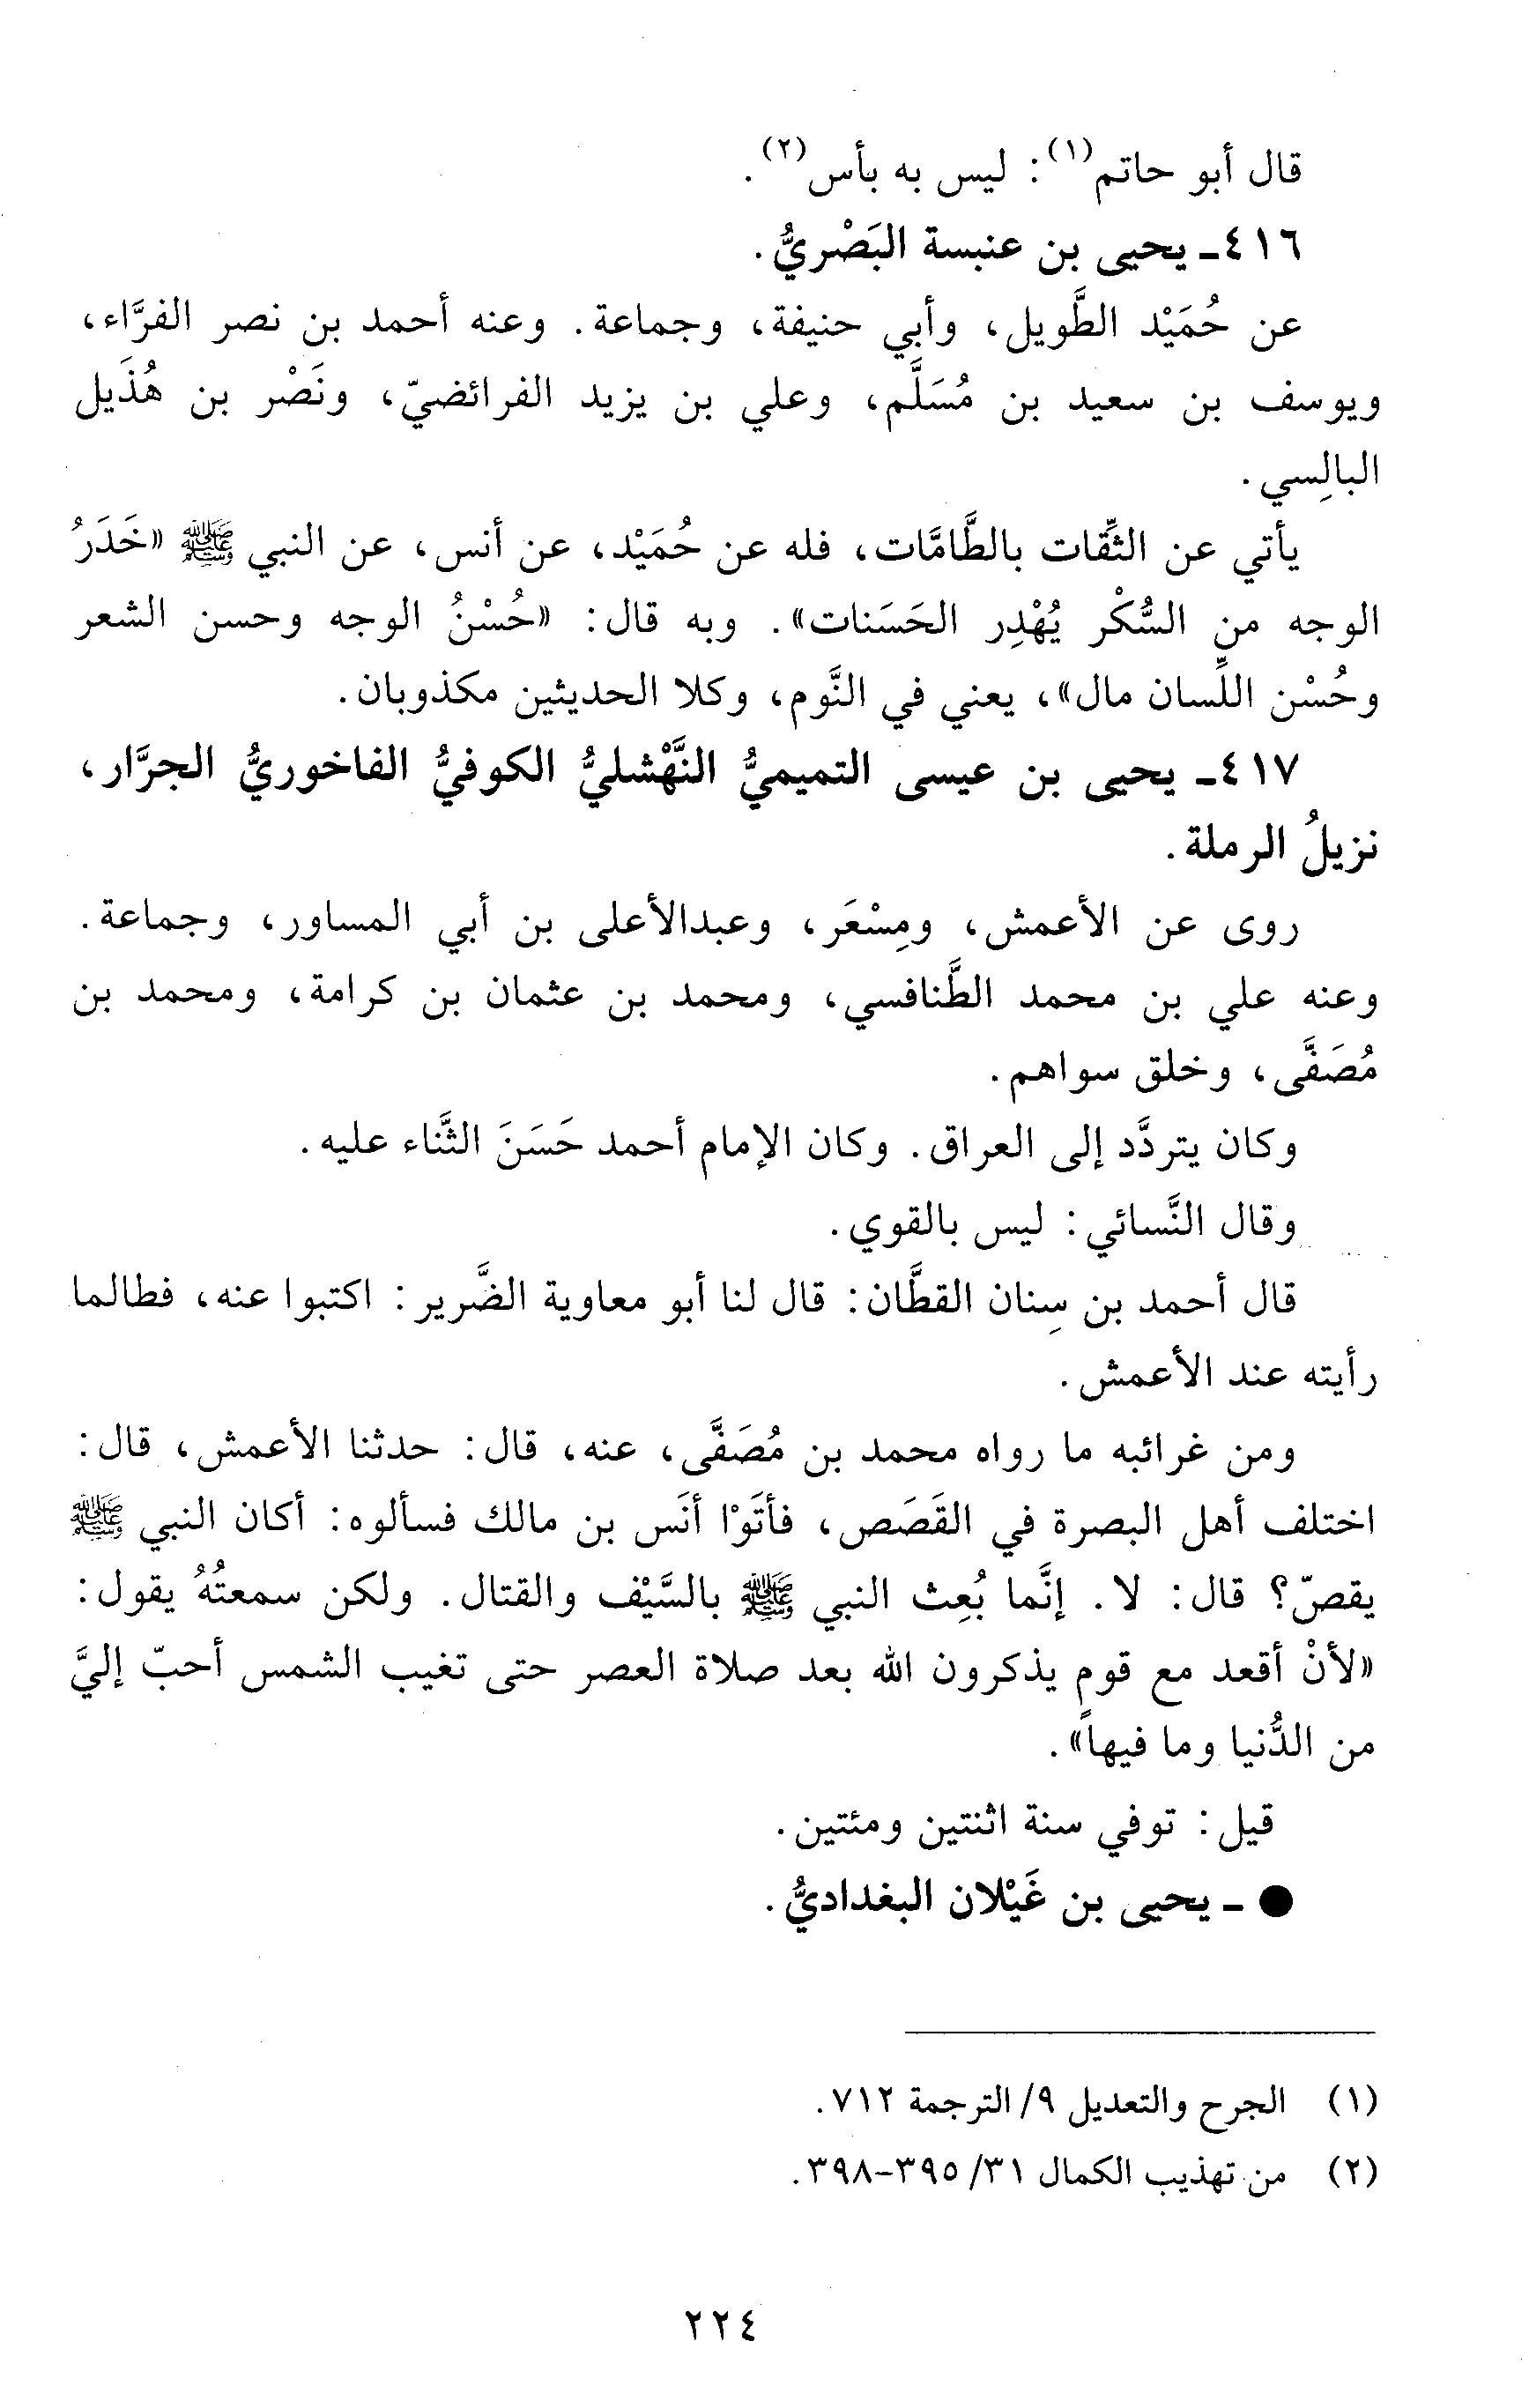 قال أبو حاتم(١): ليس به بأس(٢).
٤١٦ـ يحيى بن عنبسة البَصْريُّ.
عن حُمَيْد الطَّويل، وأبي حنيفة، وجماعة. وعنه أحمد بن نصر الفرَّاء،
ويوسف بن سعيد بن مُسَلَّم، وعلي بن يزيد الفرائضيّ، ونَصْر بن هُذَيل
البالِسي.
يأتي عن الثِّقات بالطَّامَّات، فله عن حُمَيْد، عن أنس، عن النبي ﷺ «خَدَرُ
الوجه من السُّكْر يُهْدِر الحَسَنات». وبه قال: «حُسْنُ الوجه وحسن الشعر
وحُسْن اللِّسان مال»، يعني في النَّوم، وكلا الحديثين مكذوبان.
٤١٧ـ يحيى بن عيسى التميميُّ النَّهْشليُّ الكوفيُّ الفاخوريُّ الجرَّار،
نزيلُ الرملة.
روى عن الأعمش، ومِسْعَر، وعبدالأعلى بن أبي المساور، وجماعة.
وعنه علي بن محمد الطَّنافسي، ومحمد بن عثمان بن كرامة، ومحمد بن
مُصَفَّى، وخلق سواهم.
وكان يتردَّد إلى العراق. وكان الإمام أحمد حَسَنَ الثَّناء عليه.
وقال النَّسائي: ليس بالقوي.
قال أحمد بن سِنان القطَّان: قال لنا أبو معاوية الضَّرير: اكتبوا عنه، فطالما
رأيته عند الأعمش.
ومن غرائبه ما رواه محمد بن مُصَفَّى، عنه، قال: حدثنا الأعمش، قال:
اختلف أهل البصرة في القَصَص، فأتَوْا أنَس بن مالك فسألوه: أكان النبي ﷺ
يقصّ؟ قال: لا. إنَّما بُعِث النبي ﷺ بالسَّيْف والقتال. ولكن سمعتُهُ يقول:
«لأنْ أقعد مع قوم يذكرون الله بعد صلاة العصر حتى تغيب الشمس أحبّ إليَّ
من الدُّنيا وما فيها».
قيل: توفي سنة اثنتين ومئتين.
● ـ يحيى بن غَيْلان البغداديُّ.
(١) الجرح والتعديل ٩/ الترجمة ٧١٢.
(٢) من تهذيب الكمال ٣١/ ٣٩٥-٣٩٨.
٢٢٤